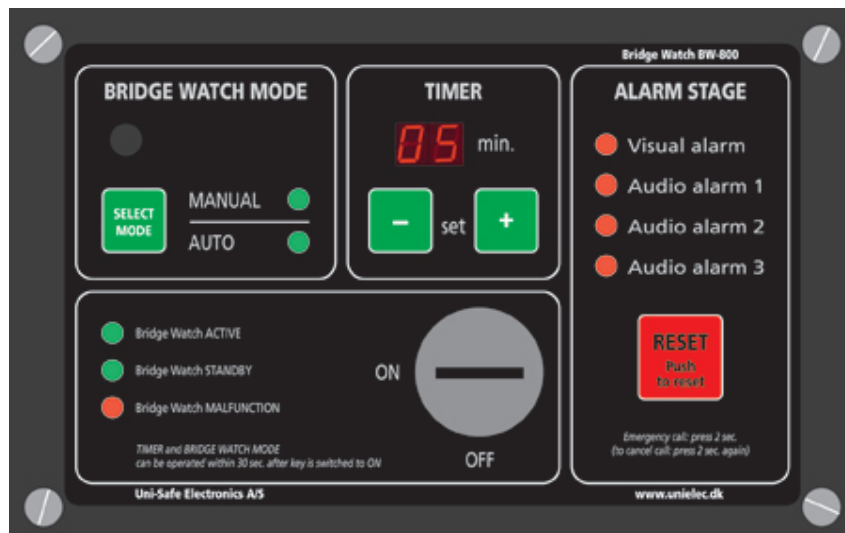 Bridge Watch BW-800
BRIDGE WATCH MODE
SELECT
MODE
MANUAL
AUTO
TIMER
05 min.
- set +
ALARM STAGE
Visual alarm
Audio alarm 1
Audio alarm 2
Audio alarm 3
RESET
Push
to reset
Emergency call: press 2 sec.
(to cancel call: press 2 sec. again)
Bridge Watch ACTIVE
Bridge Watch STANDBY
Bridge Watch MALFUNCTION
TIMER and BRIDGE WATCH MODE
can be operated within 30 sec. after key is switched to ON
ON
OFF
Uni-Safe Electronics A/S
www.unielec.dk